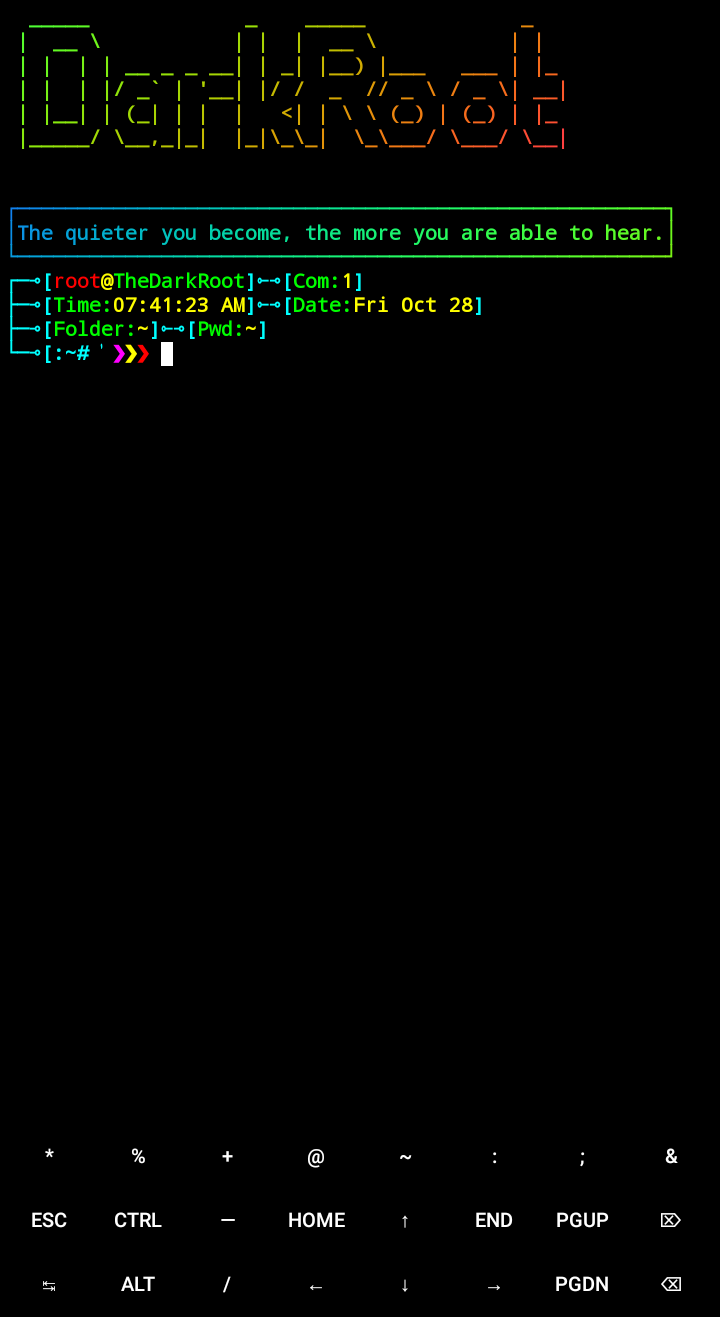 DarkRoot
The quieter you become, the more you are able to hear.
┌──⊸[root@TheDarkRoot]⊷⊸[Com:1]
├──⊸[Time:07:41:23 AM]⊷⊸[Date:Fri Oct 28]
├──⊸[Folder:~]⊷⊸[Pwd:~]
└──⊸[:~# ' ❯❯❯
* % + @ ~ : ; &
ESC CTRL — HOME ↑ END PGUP ⌦
↹ ALT / ← ↓ → PGDN ⌫